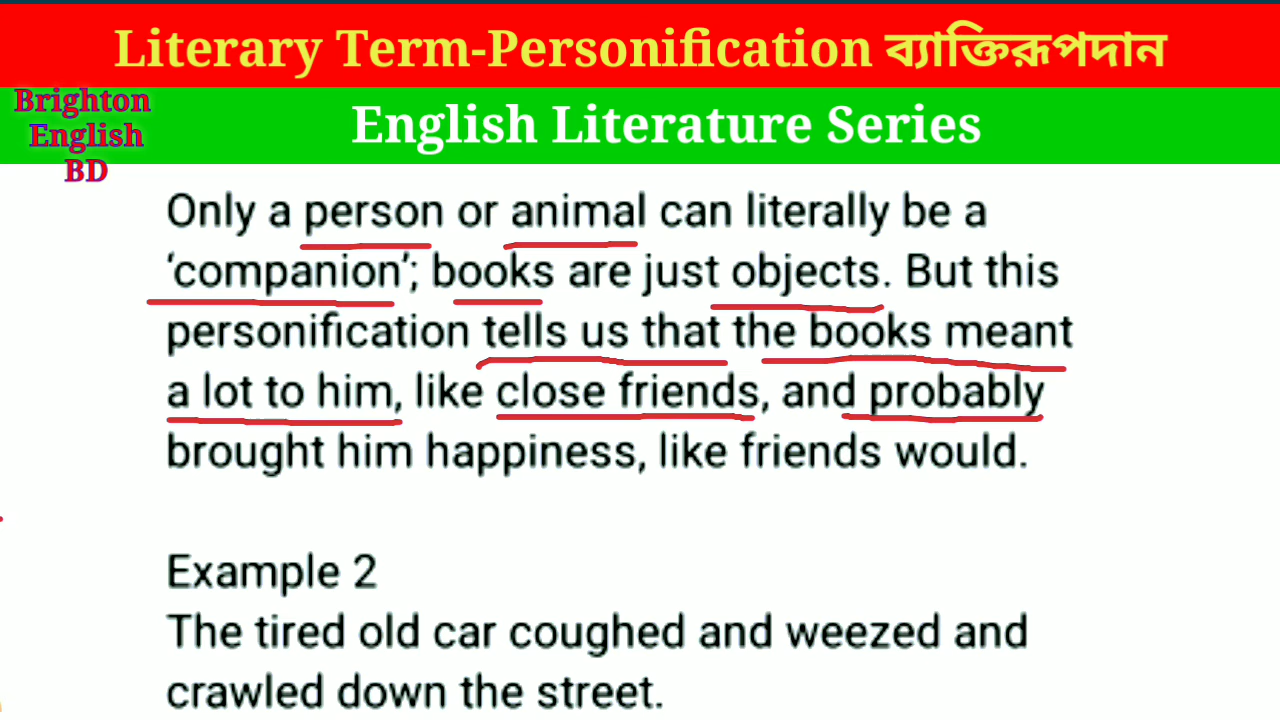 Literary Term-Personification ব্যাক্তিরূপদান
Brighton
English
BD
English Literature Series
Only a person or animal can literally be a
‘companion’; books are just objects. But this
personification tells us that the books meant
a lot to him, like close friends, and probably
brought him happiness, like friends would.
Example 2
The tired old car coughed and weezed and
crawled down the street.